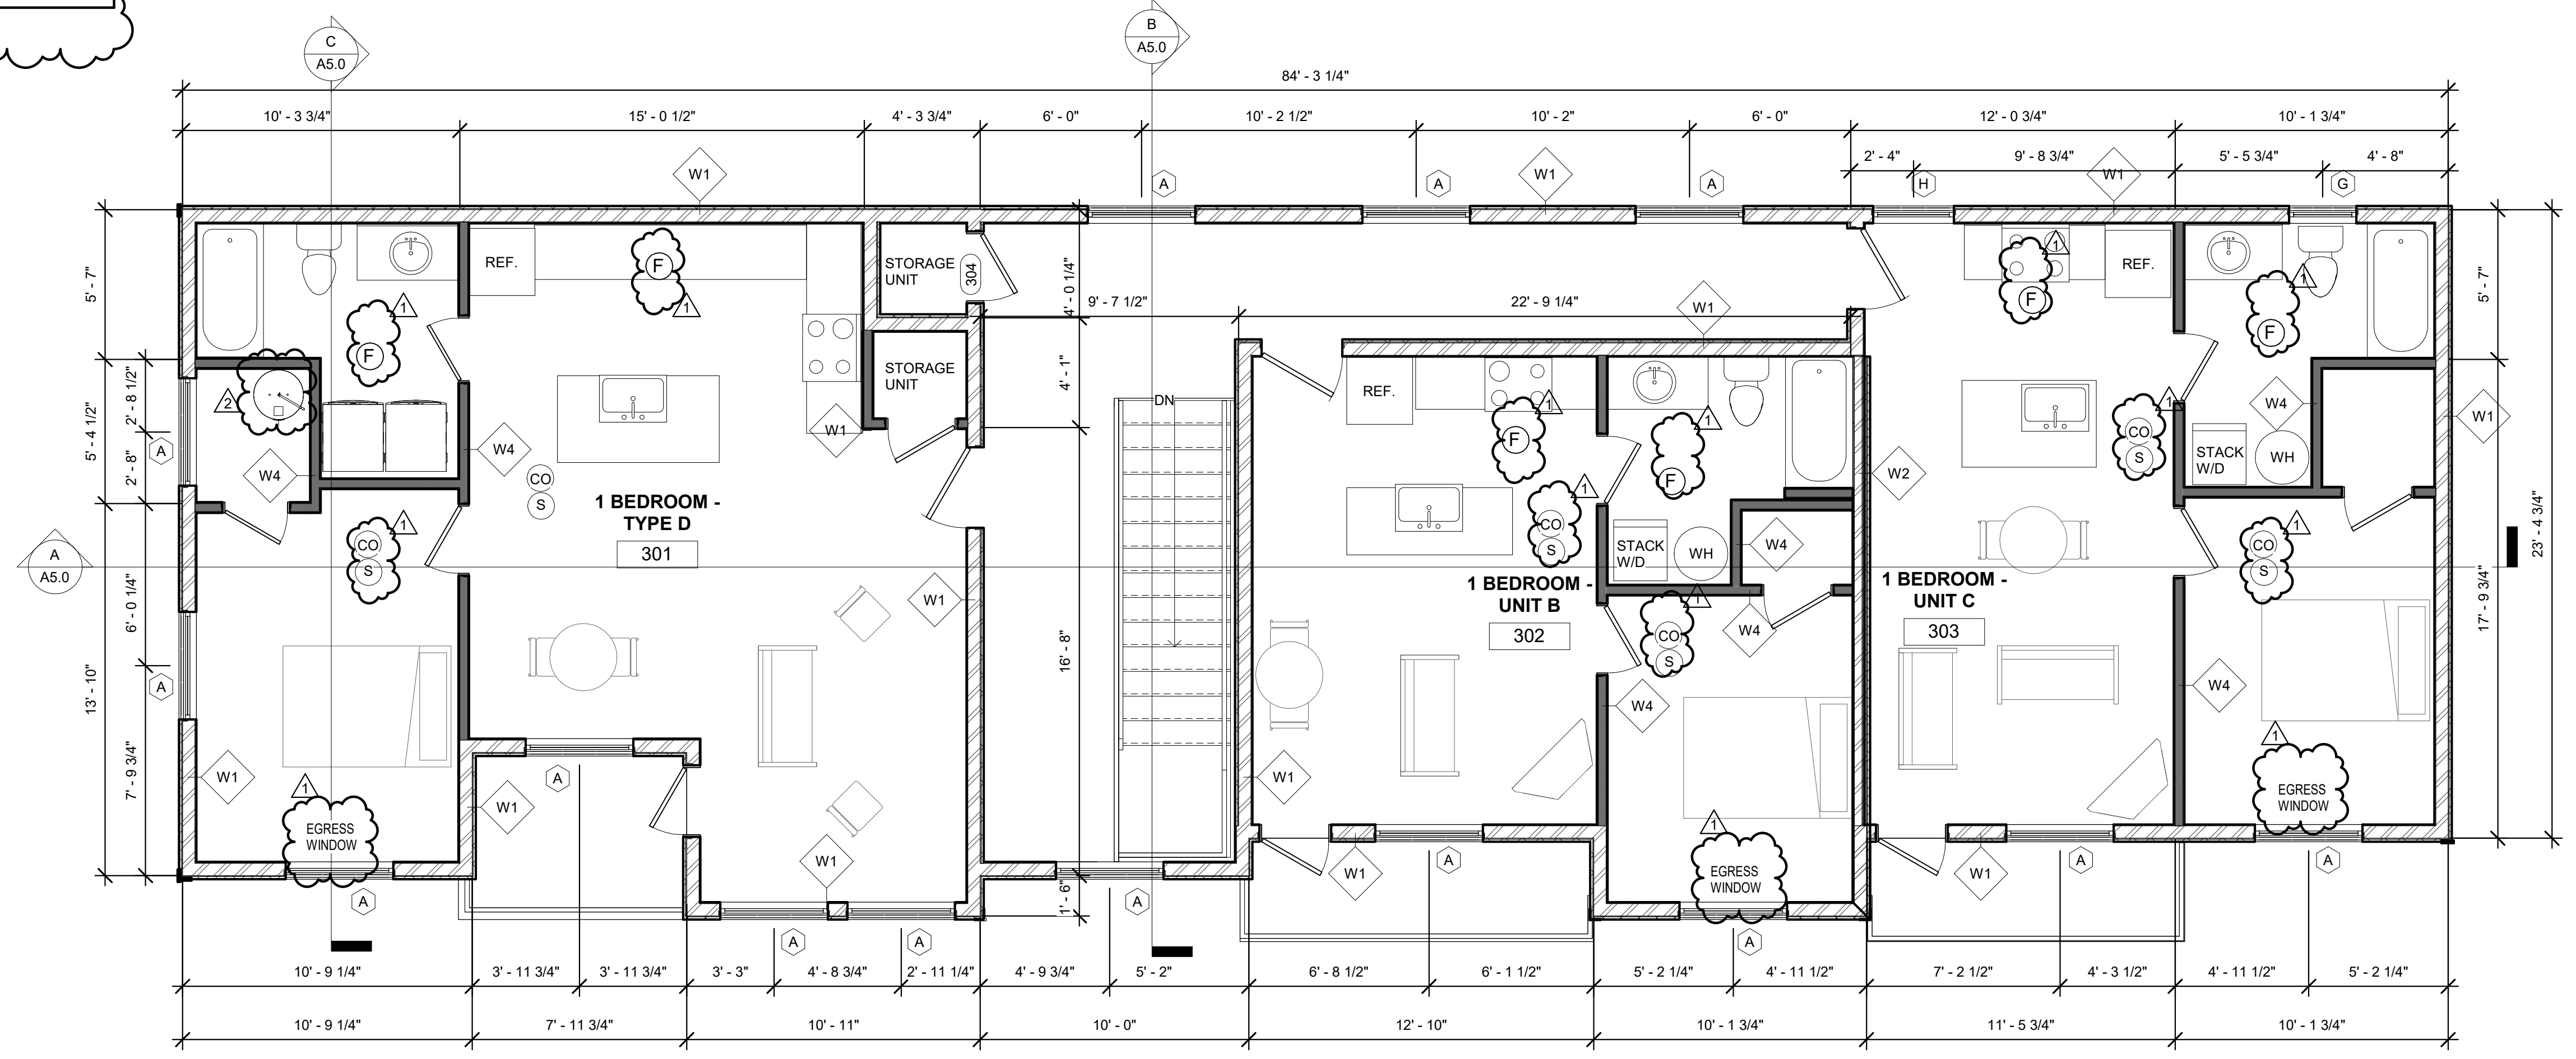 C
A5.0
B
A5.0
84' - 3 1/4"
10' - 3 3/4"
15' - 0 1/2"
4' - 3 3/4"
6' - 0"
10' - 2 1/2"
10' - 2"
6' - 0"
12' - 0 3/4"
10' - 1 3/4"
2' - 4"
9' - 8 3/4"
5' - 5 3/4"
4' - 8"
W1
A
A
W1
A
H
W1
G
5' - 7"
REF.
F
1
STORAGE
UNIT
304
4' - 0 1/4"
9' - 7 1/2"
22' - 9 1/4"
W1
F
1
REF.
F
1
5' - 7"
1
F
5' - 4 1/2"
2' - 8 1/2"
2' - 8"
A
2
W4
W4
W1
STORAGE
UNIT
4' - 1"
DN
REF.
F
1
F
1
W2
CO
S
1
STACK
W/D
WH
W4
W1
23' - 4 3/4"
CO
S
1 BEDROOM -
TYPE D
301
CO
S
1
A
A5.0
CO
S
1
STACK
W/D
WH
W4
CO
S
1
6' - 0 1/4"
13' - 10"
A
7' - 9 3/4"
W1
16' - 8"
1 BEDROOM -
UNIT B
302
CO
S
1
W4
1 BEDROOM -
UNIT C
303
17' - 9 3/4"
W4
W4
W1
1
EGRESS
WINDOW
A
W1
A
W1
W1
1
EGRESS
WINDOW
1
EGRESS
WINDOW
A
W1
A
W1
A
A
1' - 6"
A
A
A
A
10' - 9 1/4"
3' - 11 3/4"
3' - 11 3/4"
3' - 3"
4' - 8 3/4"
2' - 11 1/4"
4' - 9 3/4"
5' - 2"
6' - 8 1/2"
6' - 1 1/2"
5' - 2 1/4"
4' - 11 1/2"
7' - 2 1/2"
4' - 3 1/2"
4' - 11 1/2"
5' - 2 1/4"
10' - 9 1/4"
7' - 11 3/4"
10' - 11"
10' - 0"
12' - 10"
10' - 1 3/4"
11' - 5 3/4"
10' - 1 3/4"